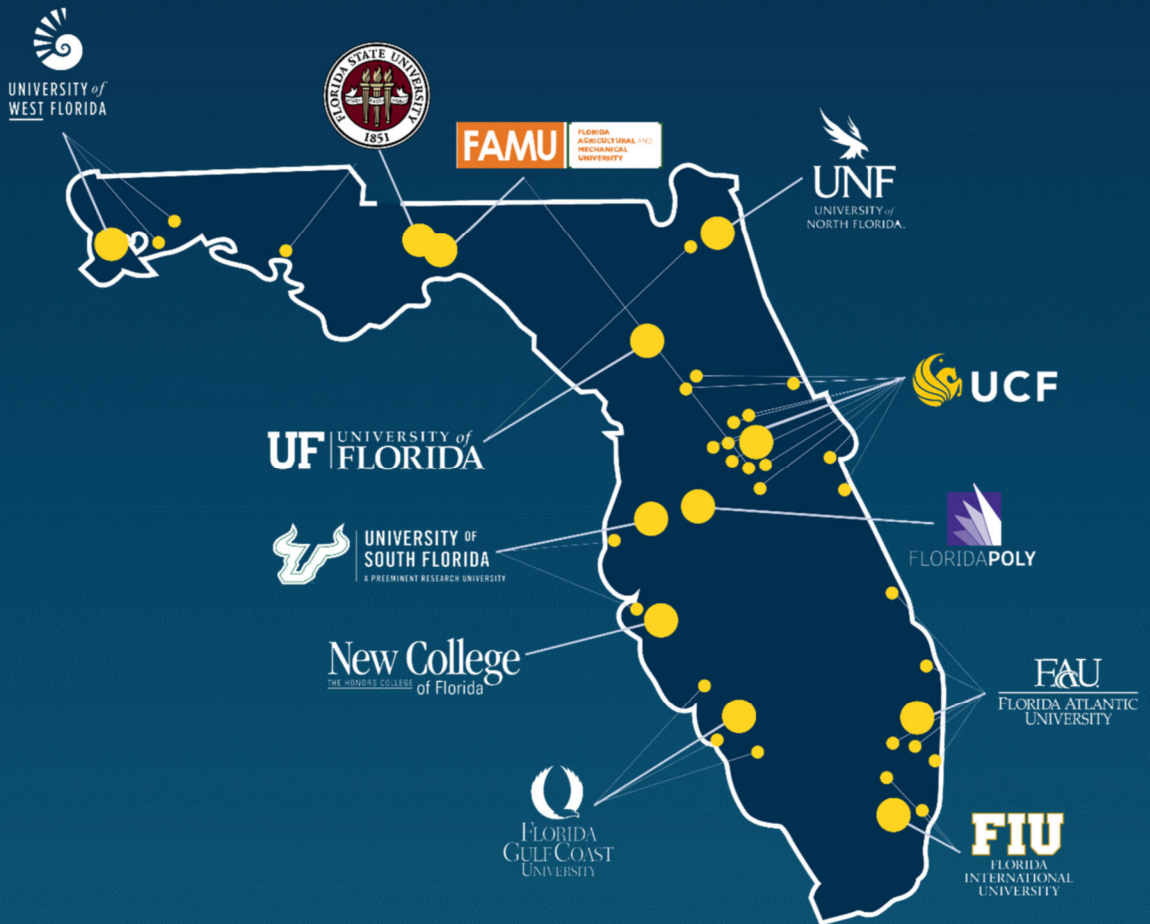 UNIVERSITY of
WEST FLORIDA
FLORIDA STATE UNIVERSITY
1851
FAMU
FLORIDA
AGRICULTURAL AND
MECHANICAL
UNIVERSITY
UNF
UNIVERSITY of
NORTH FLORIDA.
UCF
UF
UNIVERSITY of
FLORIDA
UNIVERSITY OF
SOUTH FLORIDA
A PREEMINENT RESEARCH UNIVERSITY
FLORIDAPOLY
New College
THE HONORS COLLEGE
of Florida
FAU
FLORIDA ATLANTIC
UNIVERSITY
FLORIDA
GULF COAST
UNIVERSITY
FIU
FLORIDA
INTERNATIONAL
UNIVERSITY